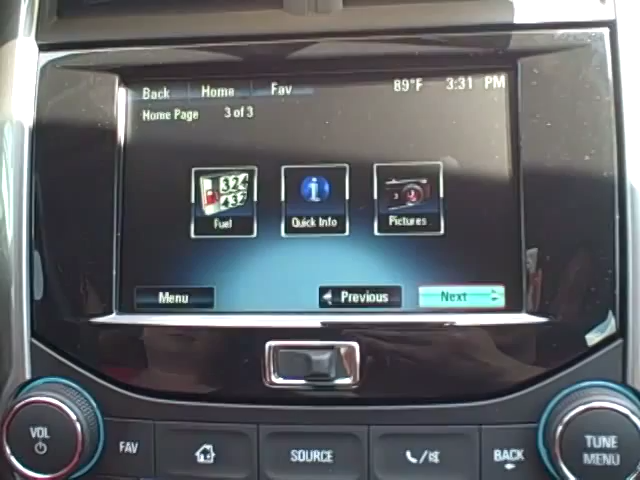 Back Home Fav 89°F 3:31 PM
Home Page 3 of 3
324
432
Fuel Quick Info Pictures
Menu Previous Next
VOL FAV SOURCE BACK TUNE
MENU